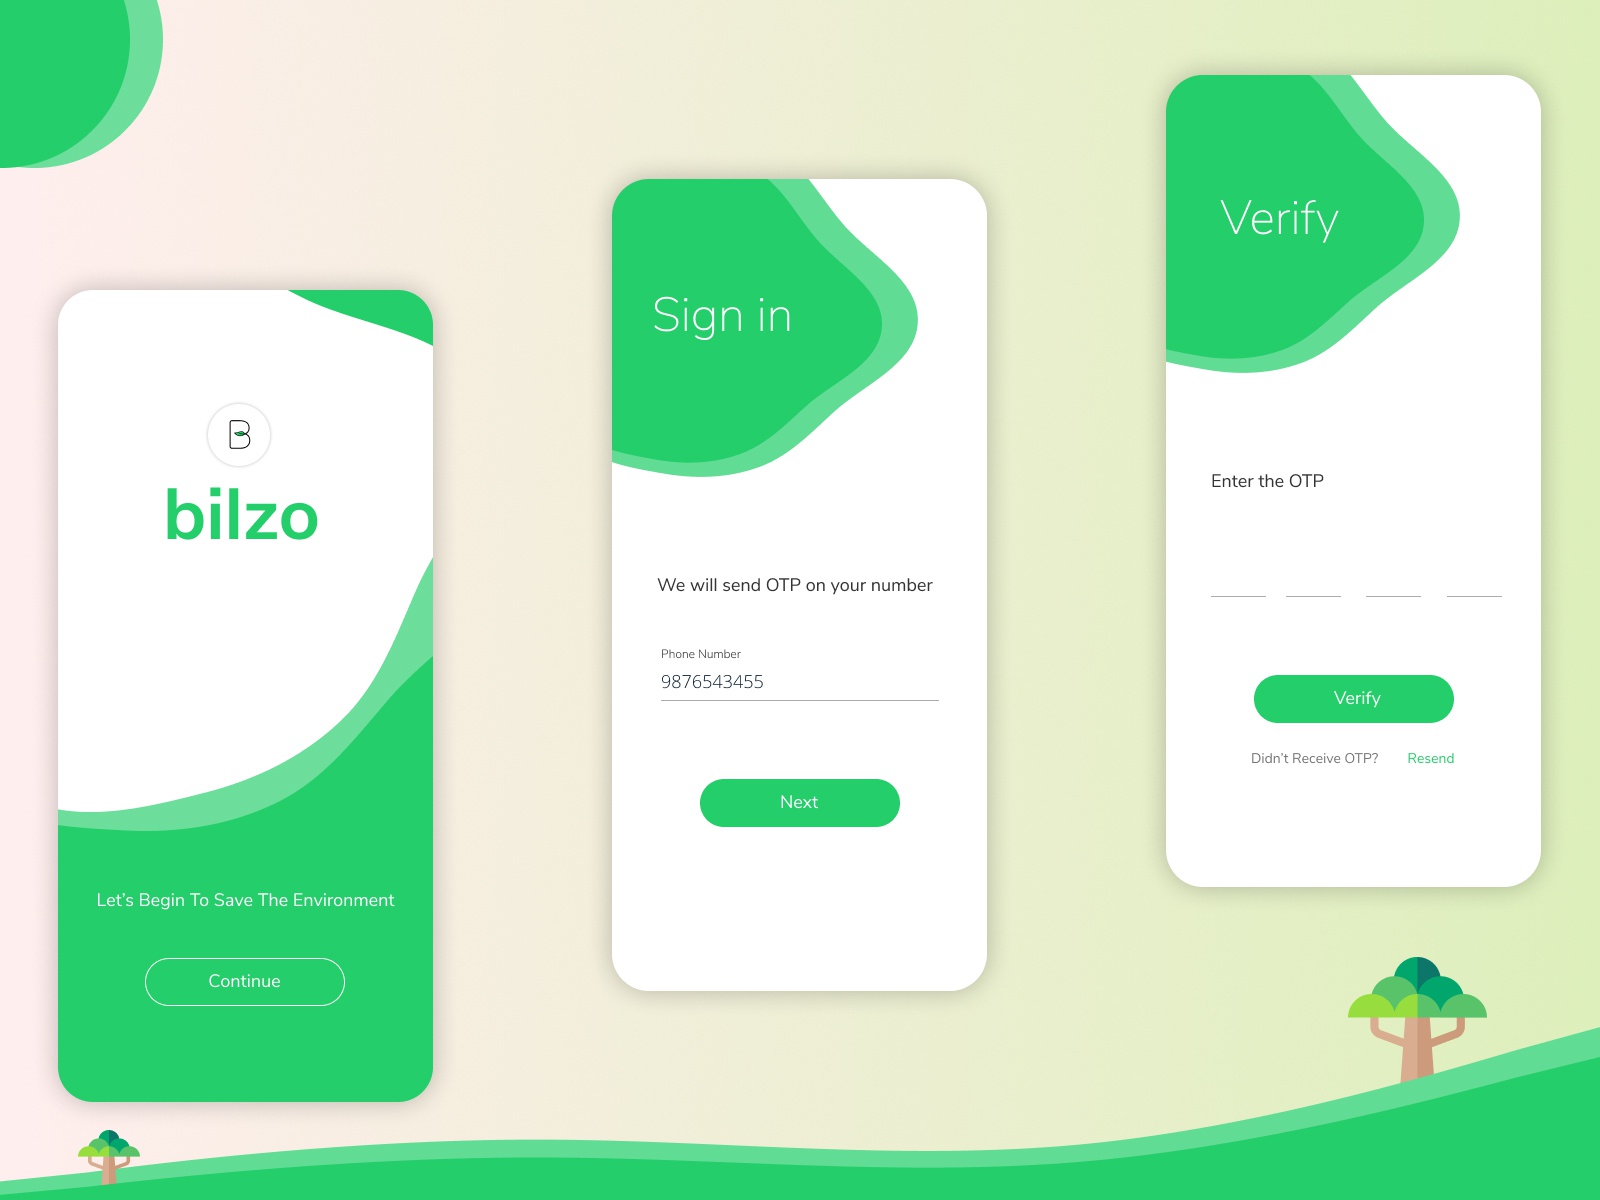 B
bilzo
Let's Begin To Save The Environment
Continue
Sign in
We will send OTP on your number
Phone Number
9876543455
Next
Verify
Enter the OTP
Verify
Didn't Receive OTP? Resend